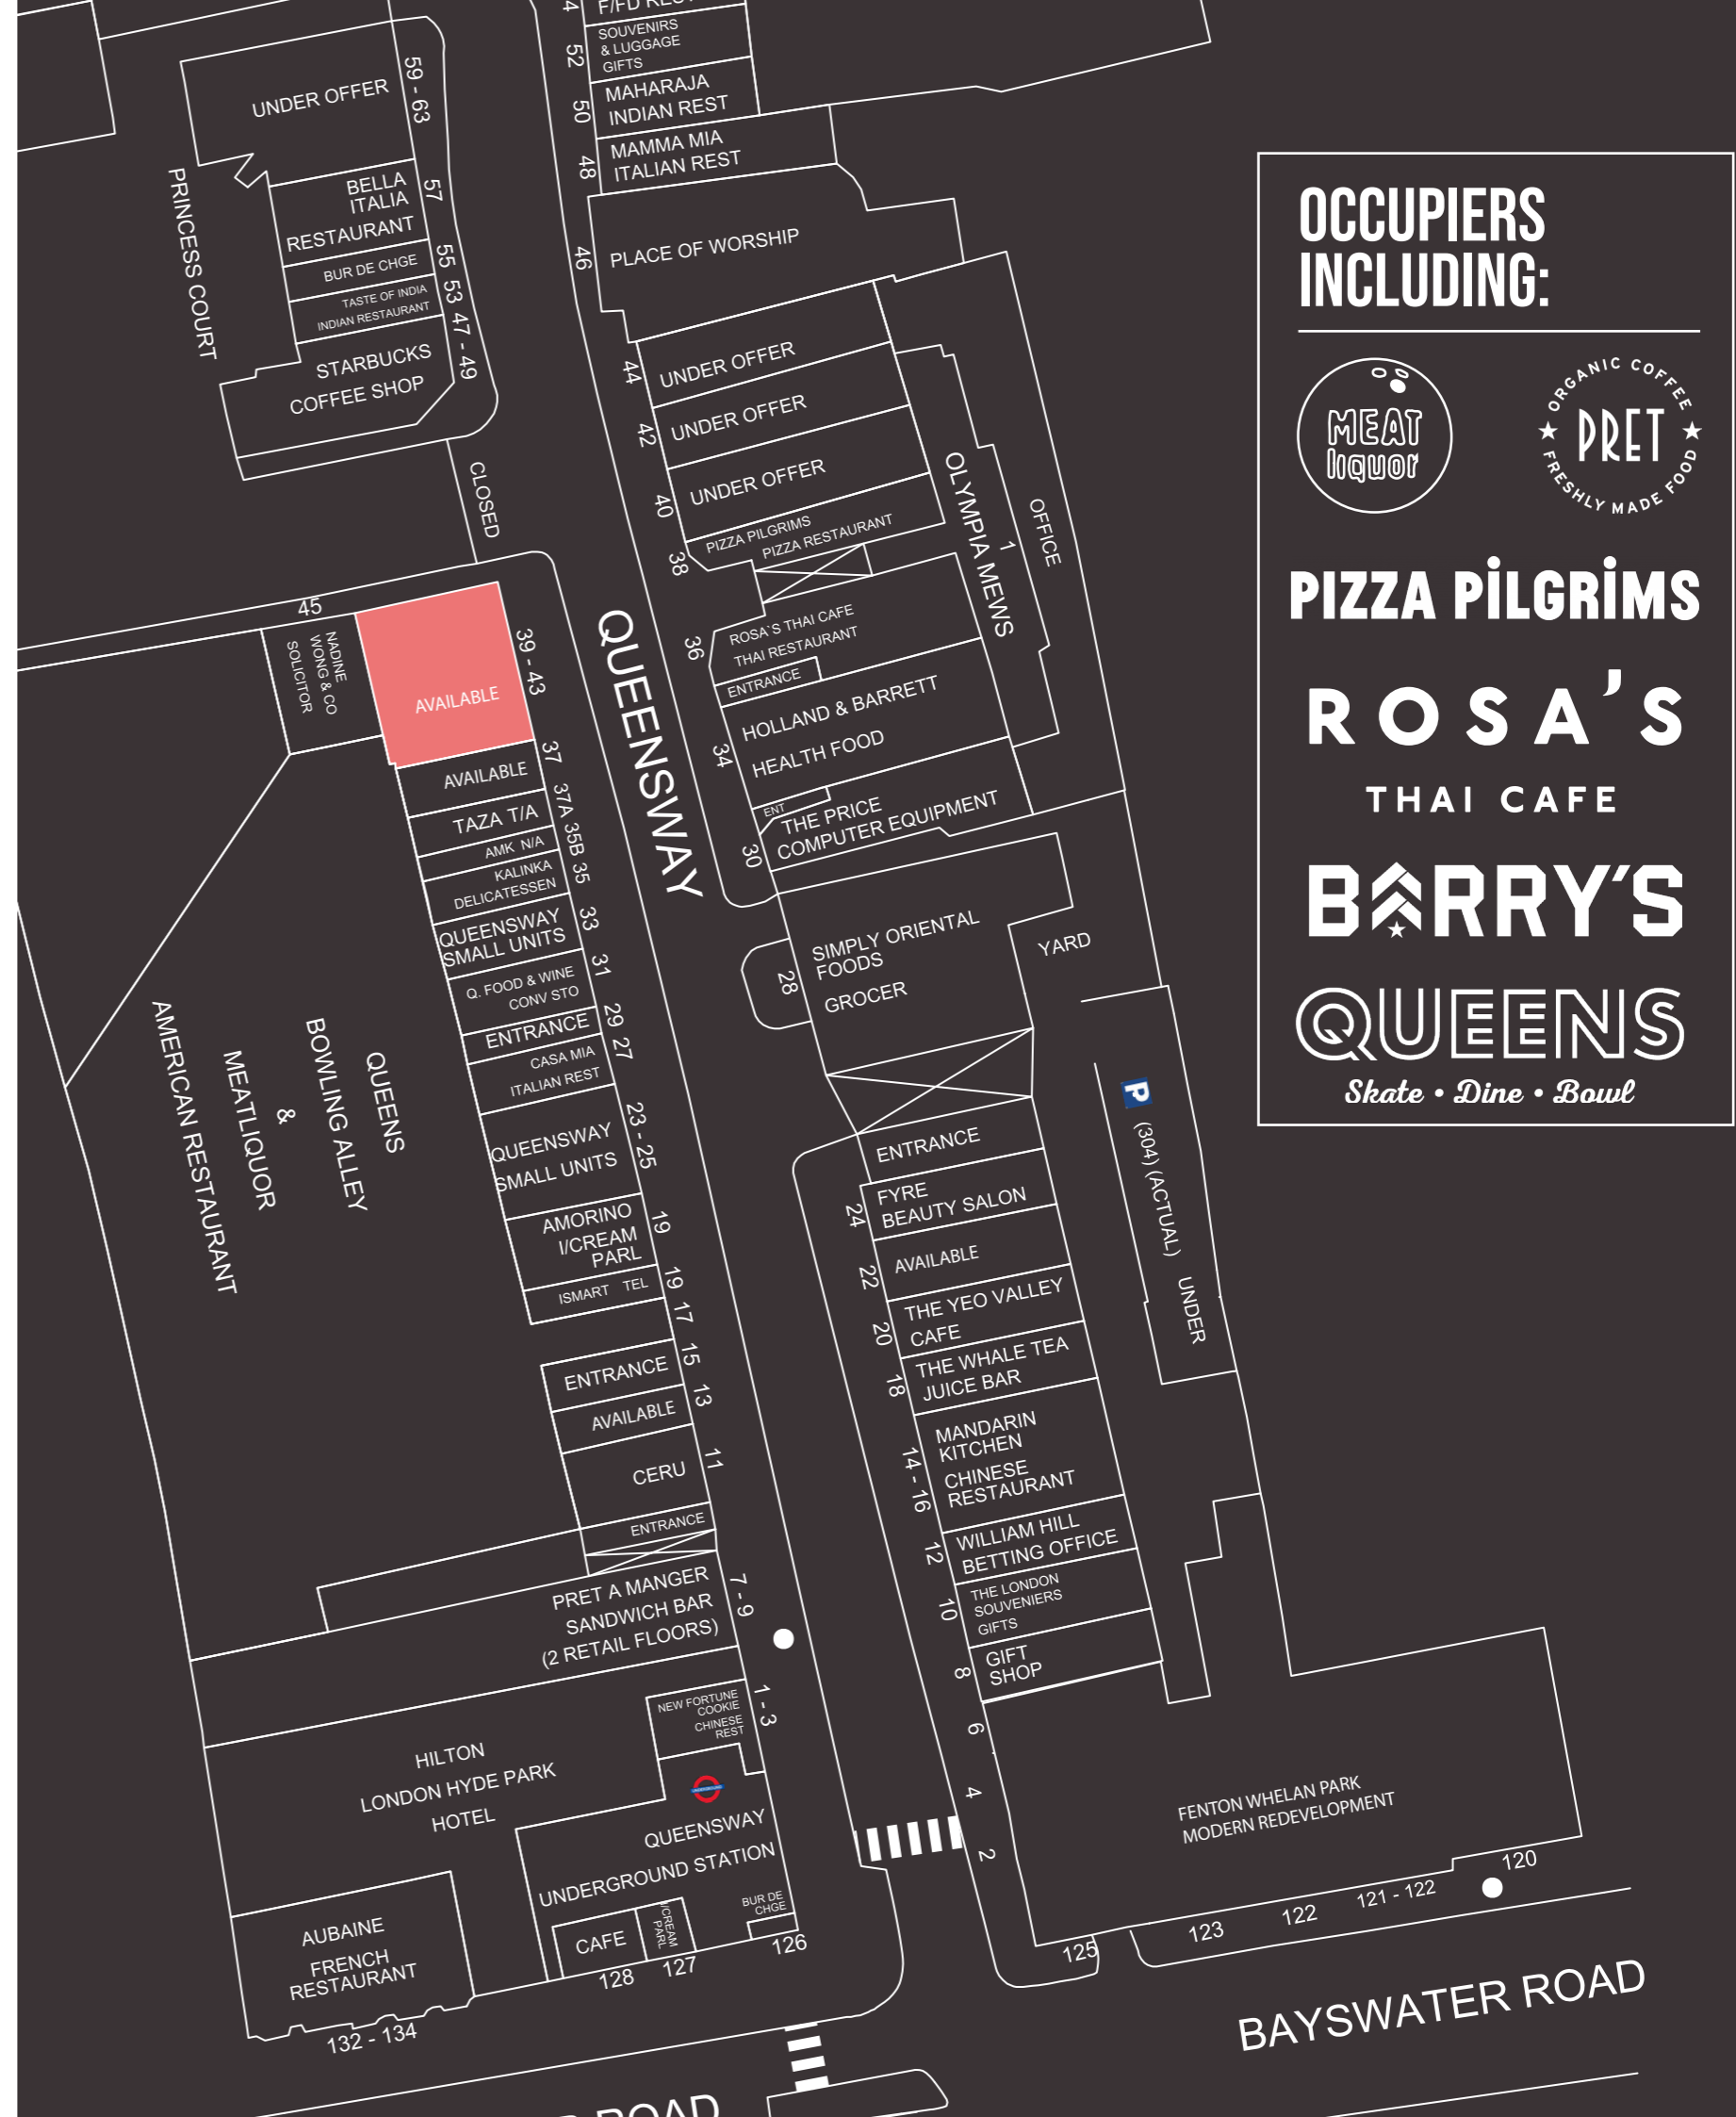 F/FD REST
52
SOUVENIRS
& LUGGAGE
GIFTS
50
MAHARAJA
INDIAN REST
48
MAMMA MIA
ITALIAN REST
46
PLACE OF WORSHIP
44
UNDER OFFER
42
UNDER OFFER
40
UNDER OFFER
38
PIZZA PILGRIMS
PIZZA RESTAURANT
OLYMPIA MEWS
1
OFFICE
36
ROSA`S THAI CAFE
THAI RESTAURANT
ENTRANCE
34
HOLLAND & BARRETT
HEALTH FOOD
ENT
30
THE PRICE
COMPUTER EQUIPMENT
28
SIMPLY ORIENTAL
FOODS
GROCER
YARD
P
(304) (ACTUAL) UNDER
ENTRANCE
24
FYRE
BEAUTY SALON
22
AVAILABLE
20
THE YEO VALLEY
CAFE
18
THE WHALE TEA
JUICE BAR
14 - 16
MANDARIN
KITCHEN
CHINESE
RESTAURANT
12
WILLIAM HILL
BETTING OFFICE
10
THE LONDON
SOUVENIERS
GIFTS
8
GIFT
SHOP
6
4
2
FENTON WHELAN PARK
MODERN REDEVELOPMENT
120
121 - 122
122
123
125
BAYSWATER ROAD
QUEENSWAY
UNDER OFFER
59 - 63
PRINCESS COURT
BELLA
ITALIA
RESTAURANT
57
BUR DE CHGE
55
TASTE OF INDIA
INDIAN RESTAURANT
53
STARBUCKS
COFFEE SHOP
47 - 49
CLOSED
45
NADINE
WONG & CO
SOLICITOR
AVAILABLE
39 - 43
AVAILABLE
37
TAZA T/A
37A
AMK N/A
35B
KALINKA
DELICATESSEN
35
QUEENSWAY
SMALL UNITS
33
Q. FOOD & WINE
CONV STO
31
ENTRANCE
29
CASA MIA
ITALIAN REST
27
QUEENSWAY
SMALL UNITS
23 - 25
AMORINO
I/CREAM
PARL
19
ISMART TEL
19
17
ENTRANCE
15
AVAILABLE
13
CERU
11
ENTRANCE
QUEENS
BOWLING ALLEY
&
MEATLIQUOR
AMERICAN RESTAURANT
PRET A MANGER
SANDWICH BAR
(2 RETAIL FLOORS)
7 - 9
NEW FORTUNE
COOKIE
CHINESE
REST
1 - 3
HILTON
LONDON HYDE PARK
HOTEL
UNDERGROUND
QUEENSWAY
UNDERGROUND STATION
BUR DE
CHGE
126
I/CREAM
PARL
127
CAFE
128
AUBAINE
FRENCH
RESTAURANT
132 - 134
ROAD
OCCUPIERS
INCLUDING:
MEAT
liquor
ORGANIC COFFEE
PRET
FRESHLY MADE FOOD
PIZZA PILGRIMS
ROSA'S
THAI CAFE
BARRY'S
QUEENS
Skate • Dine • Bowl